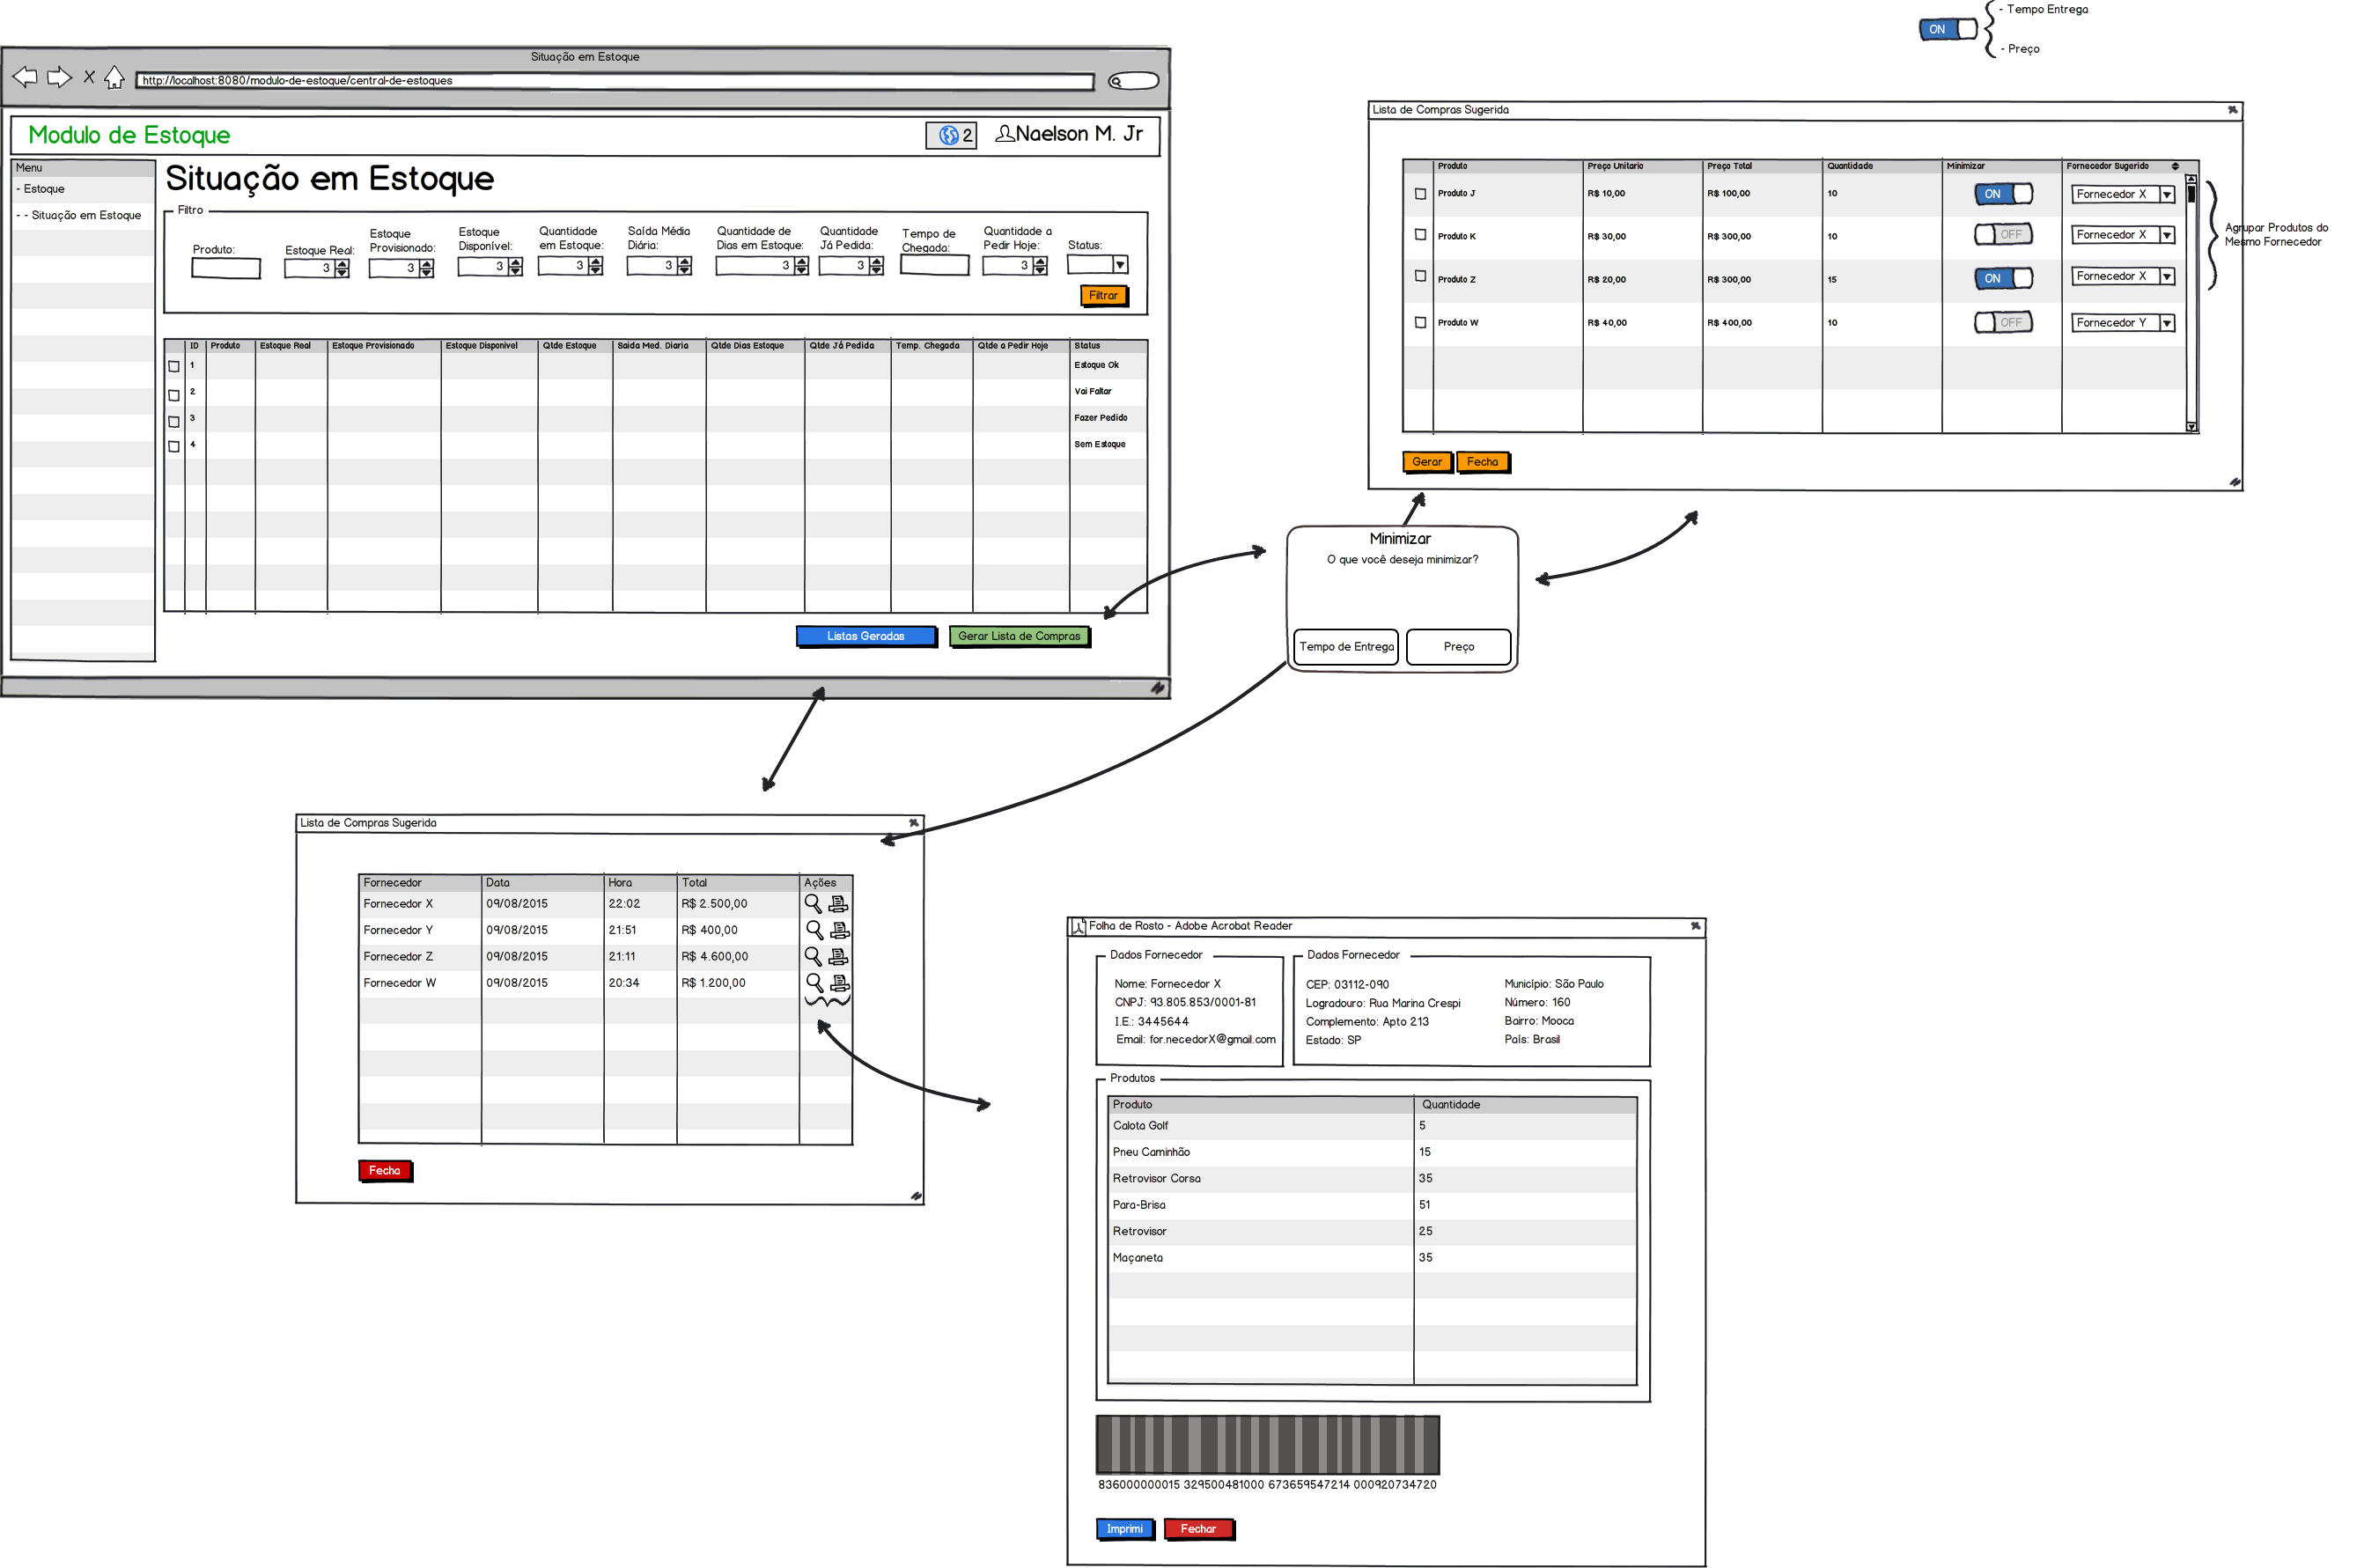 ON
- Tempo Entrega
- Preço
Situação em Estoque
http://localhost:8080/modulo-de-estoque/central-de-estoques
Modulo de Estoque
2
Naelson M. Jr
Menu
- Estoque
- - Situação em Estoque
Situação em Estoque
Filtro
Produto:
Estoque Real:
3
Estoque
Provisionado:
3
Estoque
Disponível:
3
Quantidade
em Estoque:
3
Saída Média
Diária:
3
Quantidade de
Dias em Estoque:
3
Quantidade
Já Pedida:
3
Tempo de
Chegada:
Quantidade a
Pedir Hoje:
3
Status:
Filtrar
ID Produto Estoque Real Estoque Provisionado Estoque Disponivel Qtde Estoque Saida Med. Diaria Qtde Dias Estoque Qtde Já Pedida Temp. Chegada Qtde a Pedir Hoje Status
1 Estoque Ok
2 Vai Faltar
3 Fazer Pedido
4 Sem Estoque
Listas Geradas
Gerar Lista de Compras
Lista de Compras Sugerida
Produto Preço Unitario Preço Total Quantidade Minimizar Fornecedor Sugerido
Produto J R$ 10,00 R$ 100,00 10 ON Fornecedor X
Produto K R$ 30,00 R$ 300,00 10 OFF Fornecedor X
Produto Z R$ 20,00 R$ 300,00 15 ON Fornecedor X
Produto W R$ 40,00 R$ 400,00 10 OFF Fornecedor Y
Agrupar Produtos do
Mesmo Fornecedor
Gerar
Fecha
Minimizar
O que você deseja minimizar?
Tempo de Entrega
Preço
Lista de Compras Sugerida
Fornecedor Data Hora Total Ações
Fornecedor X 09/08/2015 22:02 R$ 2.500,00
Fornecedor Y 09/08/2015 21:51 R$ 400,00
Fornecedor Z 09/08/2015 21:11 R$ 4.600,00
Fornecedor W 09/08/2015 20:34 R$ 1.200,00
Fecha
Folha de Rosto - Adobe Acrobat Reader
Dados Fornecedor
Nome: Fornecedor X
CNPJ: 93.805.853/0001-81
I.E.: 3445644
Email: for.necedorX@gmail.com
Dados Fornecedor
CEP: 03112-090
Logradouro: Rua Marina Crespi
Complemento: Apto 213
Estado: SP
Município: São Paulo
Número: 160
Bairro: Mooca
País: Brasil
Produtos
Produto Quantidade
Calota Golf 5
Pneu Caminhão 15
Retrovisor Corsa 35
Para-Brisa 51
Retrovisor 25
Maçaneta 35
836000000015 329500481000 673659547214 000920734720
Imprimi
Fechar